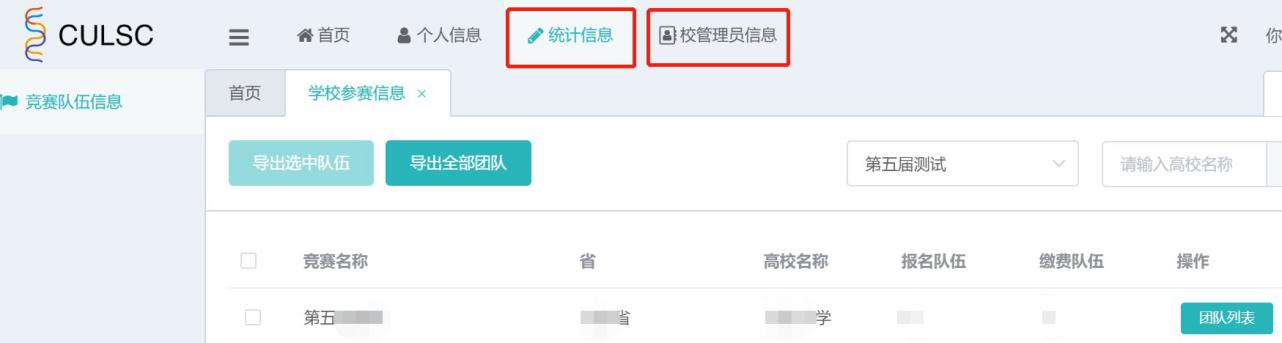 CULSC 首页 个人信息 统计信息 校管理员信息 你
竞赛队伍信息 首页 学校参赛信息 ×
导出选中队伍 导出全部团队 第五届测试 请输入高校名称
竞赛名称 省 高校名称 报名队伍 缴费队伍 操作
第五 省 学 团队列表